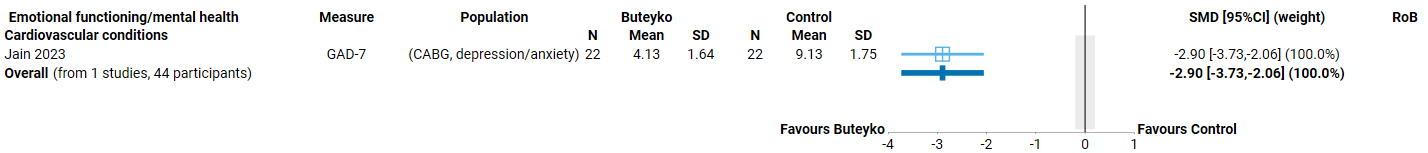 Emotional functioning/mental health Measure Population Buteyko Control SMD [95%CI] (weight) RoB
Cardiovascular conditions N Mean SD N Mean SD
Jain 2023 GAD-7 (CABG, depression/anxiety) 22 4.13 1.64 22 9.13 1.75 -2.90 [-3.73,-2.06] (100.0%)
Overall (from 1 studies, 44 participants) -2.90 [-3.73,-2.06] (100.0%)
Favours Buteyko Favours Control
-4 -3 -2 -1 0 1